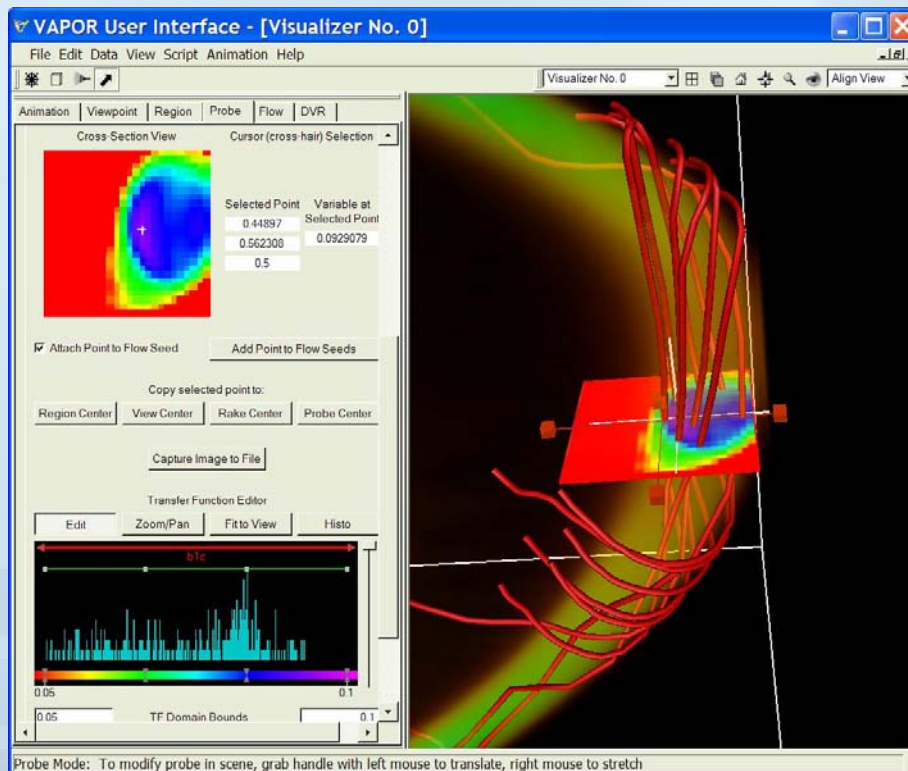 VAPOR User Interface - [Visualizer No. 0]
File Edit Data View Script Animation Help
Visualizer No. 0 Align View
Animation Viewpoint Region Probe Flow DVR
Cross-Section View Cursor (cross-hair) Selection
Selected Point Variable at Selected Point
0.44897 0.0929079
0.562308
0.5
Attach Point to Flow Seed Add Point to Flow Seeds
Copy selected point to:
Region Center View Center Rake Center Probe Center
Capture Image to File
Transfer Function Editor
Edit Zoom/Pan Fit to View Histo
b1c
0.05 0.1
0.05 TF Domain Bounds 0.1
Probe Mode: To modify probe in scene, grab handle with left mouse to translate, right mouse to stretch